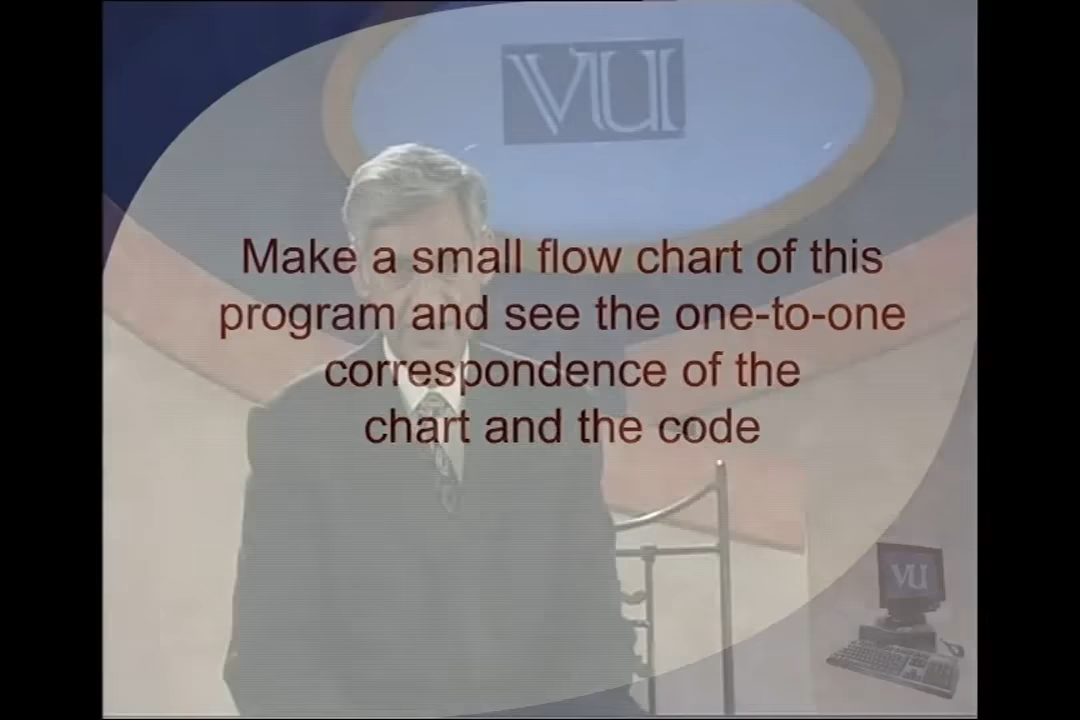 VU
Make a small flow chart of this
program and see the one-to-one
correspondence of the
chart and the code
VU